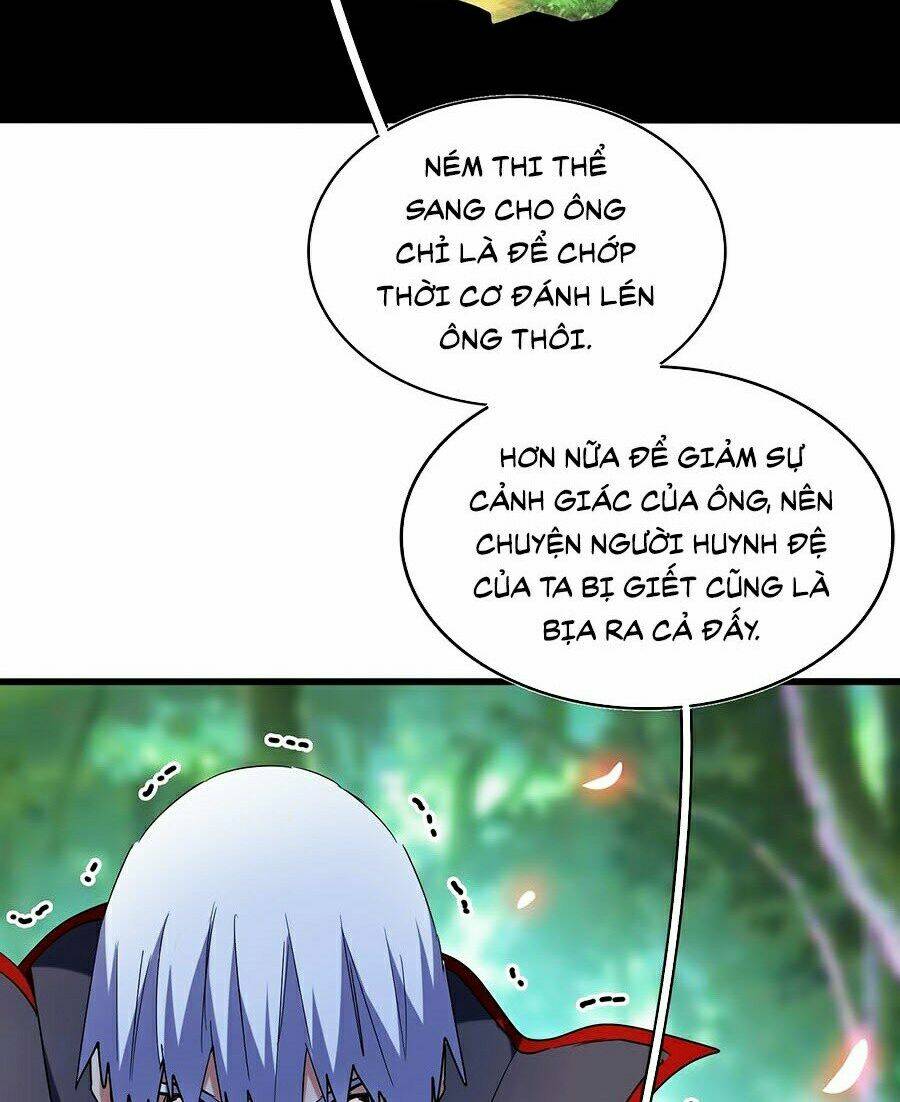 NÉM THI THỂ
SANG CHO ÔNG
CHỈ LÀ ĐỂ CHỚP
THỜI CƠ ĐÁNH LÉN
ÔNG THÔI.
HƠN NỮA ĐỂ GIẢM SỰ
CẢNH GIÁC CỦA ÔNG, NÊN
CHUYỆN NGƯỜI HUYNH ĐỆ
CỦA TA BỊ GIẾT CŨNG LÀ
BỊA RA CẢ ĐẤY.